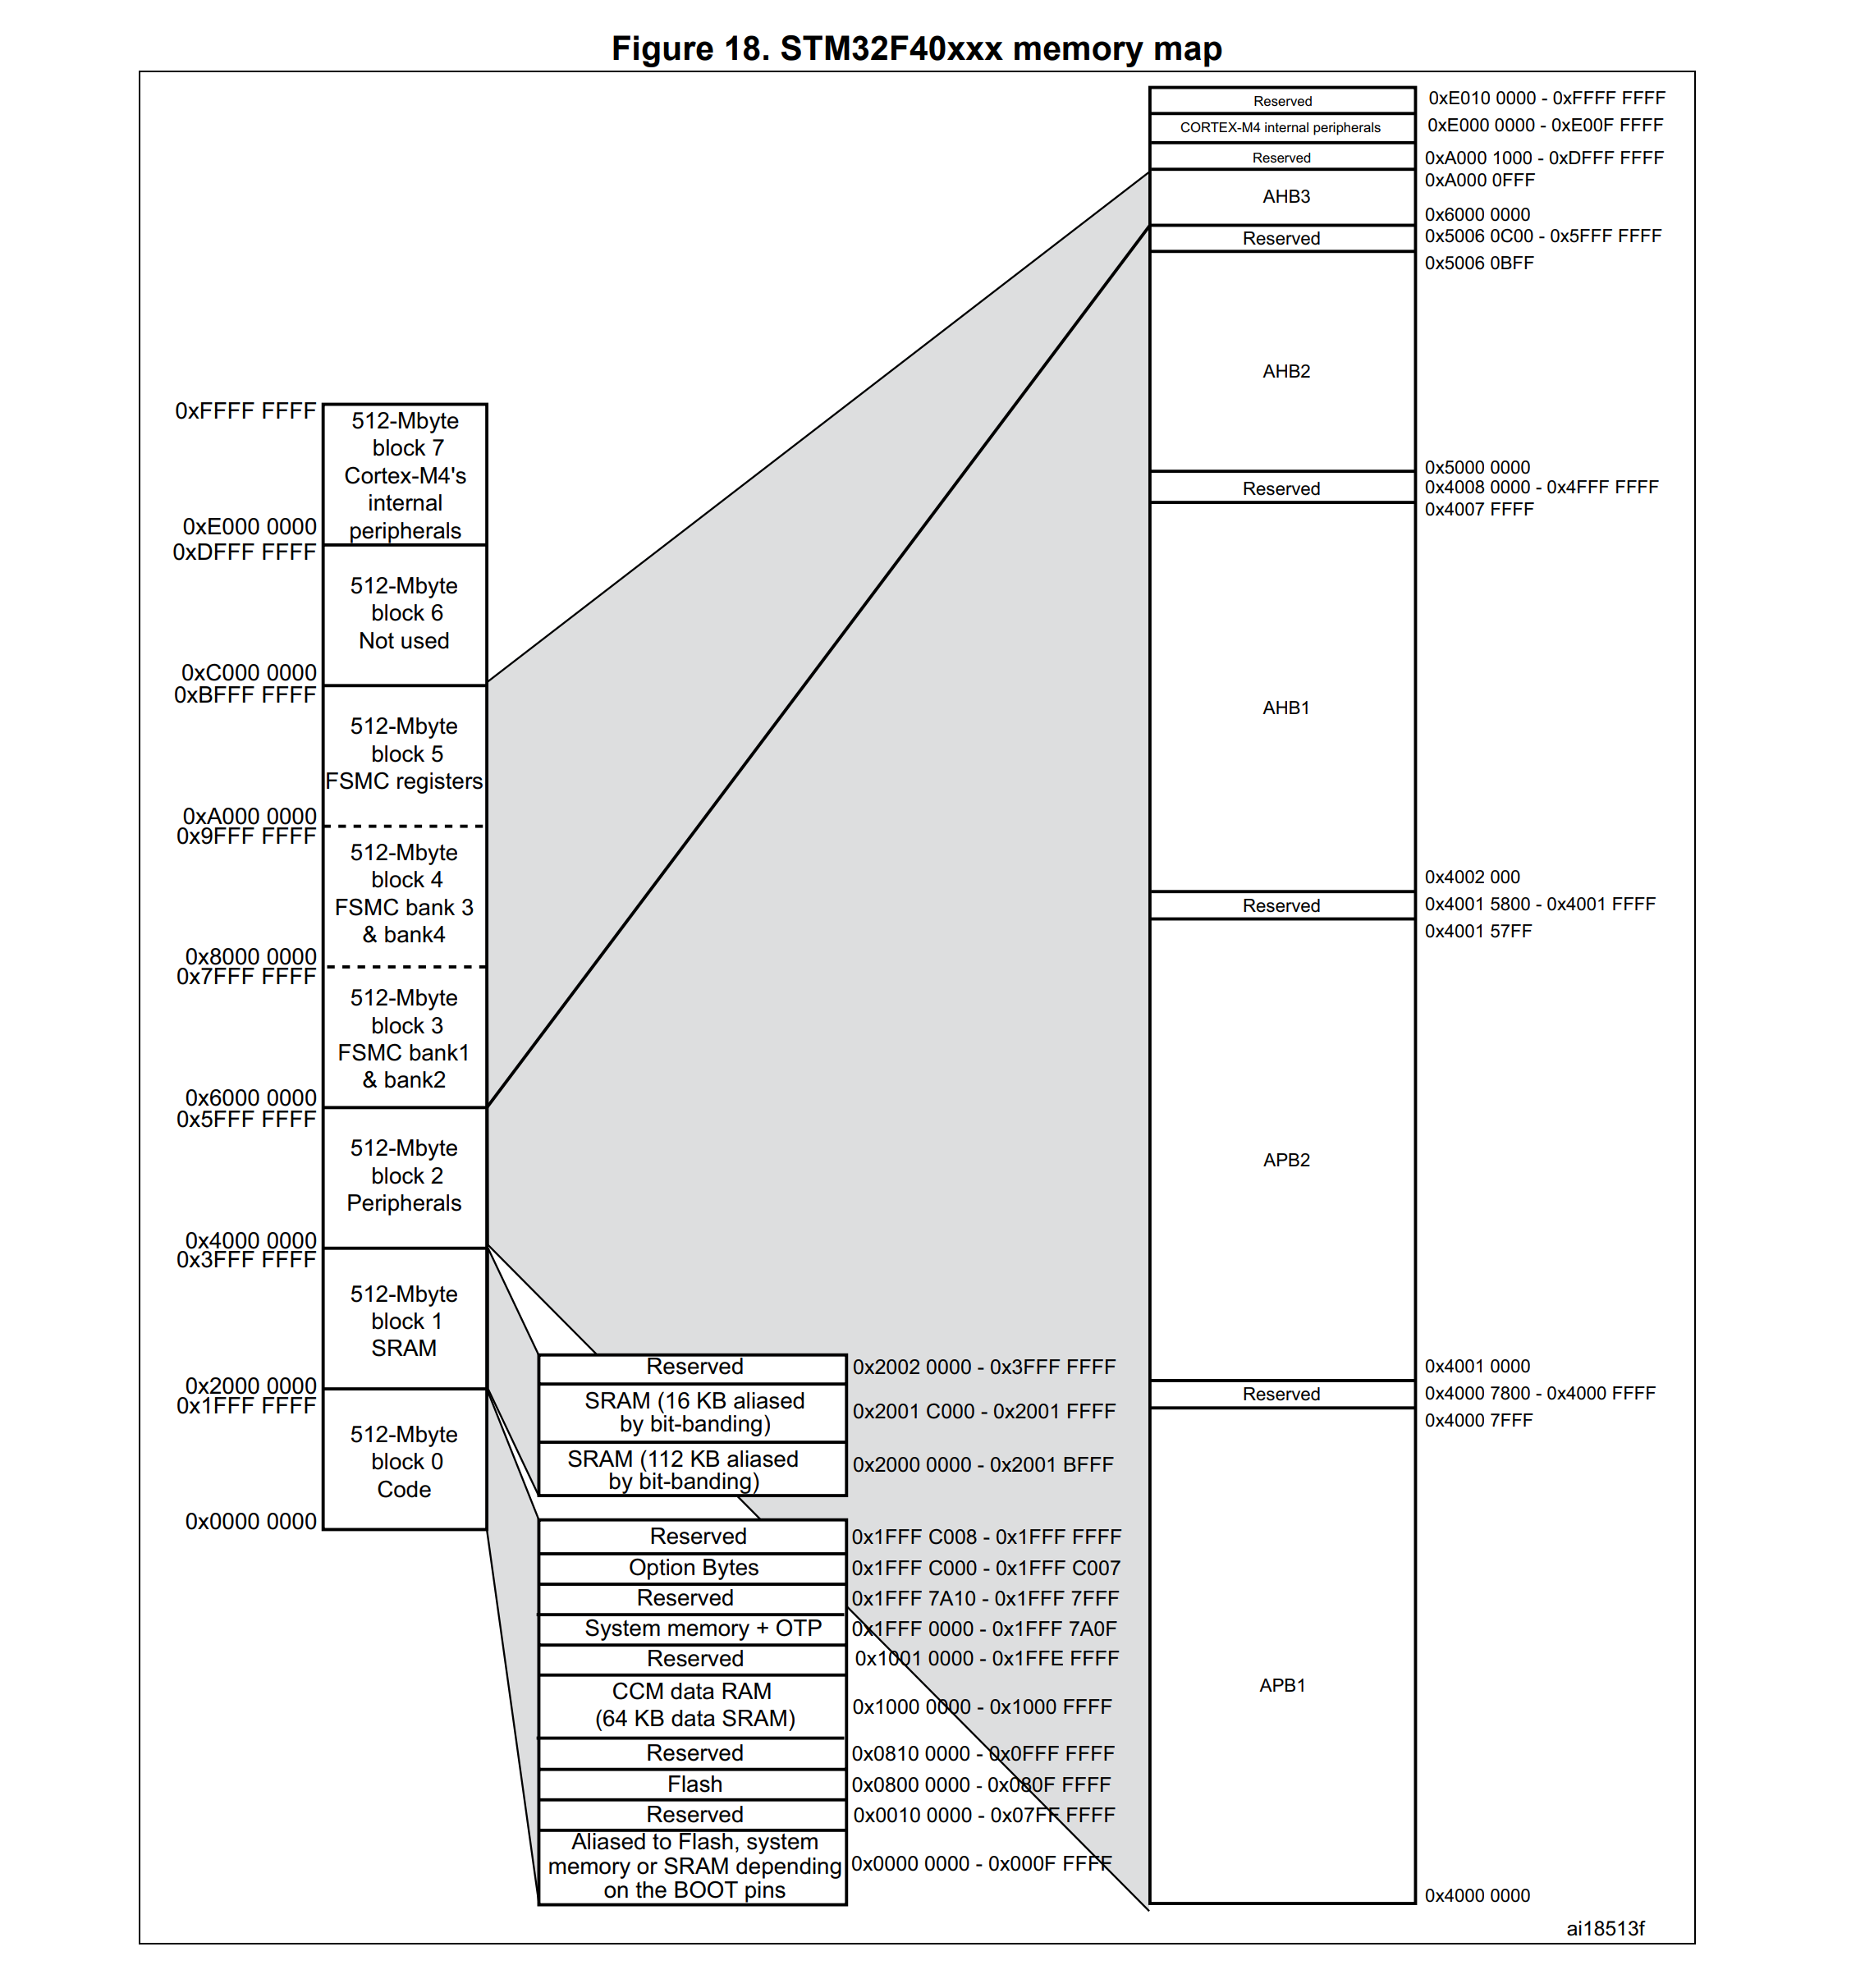 Figure 18. STM32F40xxx memory map
0xFFFF FFFF
512-Mbyte
block 7
Cortex-M4's
internal
peripherals
0xE000 0000
0xDFFF FFFF
512-Mbyte
block 6
Not used
0xC000 0000
0xBFFF FFFF
512-Mbyte
block 5
FSMC registers
0xA000 0000
0x9FFF FFFF
512-Mbyte
block 4
FSMC bank 3
& bank4
0x8000 0000
0x7FFF FFFF
512-Mbyte
block 3
FSMC bank1
& bank2
0x6000 0000
0x5FFF FFFF
512-Mbyte
block 2
Peripherals
0x4000 0000
0x3FFF FFFF
512-Mbyte
block 1
SRAM
0x2000 0000
0x1FFF FFFF
512-Mbyte
block 0
Code
0x0000 0000
Reserved 0x2002 0000 - 0x3FFF FFFF
SRAM (16 KB aliased
by bit-banding)
0x2001 C000 - 0x2001 FFFF
SRAM (112 KB aliased
by bit-banding)
0x2000 0000 - 0x2001 BFFF
Reserved 0x1FFF C008 - 0x1FFF FFFF
Option Bytes 0x1FFF C000 - 0x1FFF C007
Reserved 0x1FFF 7A10 - 0x1FFF 7FFF
System memory + OTP 0x1FFF 0000 - 0x1FFF 7A0F
Reserved 0x1001 0000 - 0x1FFE FFFF
CCM data RAM
(64 KB data SRAM)
0x1000 0000 - 0x1000 FFFF
Reserved 0x0810 0000 - 0x0FFF FFFF
Flash 0x0800 0000 - 0x080F FFFF
Reserved 0x0010 0000 - 0x07FF FFFF
Aliased to Flash, system
memory or SRAM depending
on the BOOT pins
0x0000 0000 - 0x000F FFFF
Reserved 0xE010 0000 - 0xFFFF FFFF
CORTEX-M4 internal peripherals 0xE000 0000 - 0xE00F FFFF
Reserved 0xA000 1000 - 0xDFFF FFFF
0xA000 0FFF
AHB3
0x6000 0000
Reserved 0x5006 0C00 - 0x5FFF FFFF
0x5006 0BFF
AHB2
0x5000 0000
Reserved 0x4008 0000 - 0x4FFF FFFF
0x4007 FFFF
AHB1
0x4002 000
Reserved 0x4001 5800 - 0x4001 FFFF
0x4001 57FF
APB2
0x4001 0000
Reserved 0x4000 7800 - 0x4000 FFFF
0x4000 7FFF
APB1
0x4000 0000
ai18513f